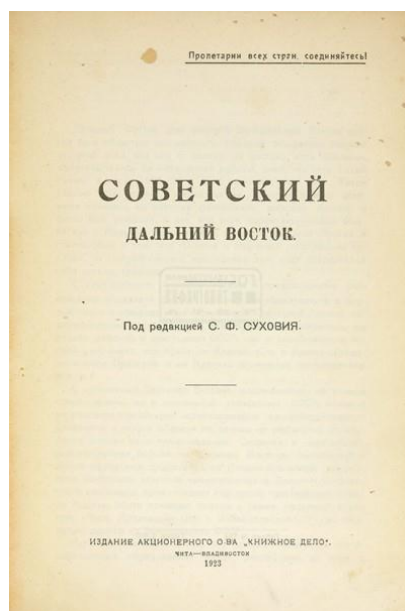 Пролетарии всех стран, соединяйтесь!
СОВЕТСКИЙ
ДАЛЬНИЙ ВОСТОК.
Под редакцией С. Ф. СУХОВИЯ.
ИЗДАНИЕ АКЦИОНЕРНОГО О-ВА „КНИЖНОЕ ДЕЛО“.
ЧИТА—ВЛАДИВОСТОК
1923